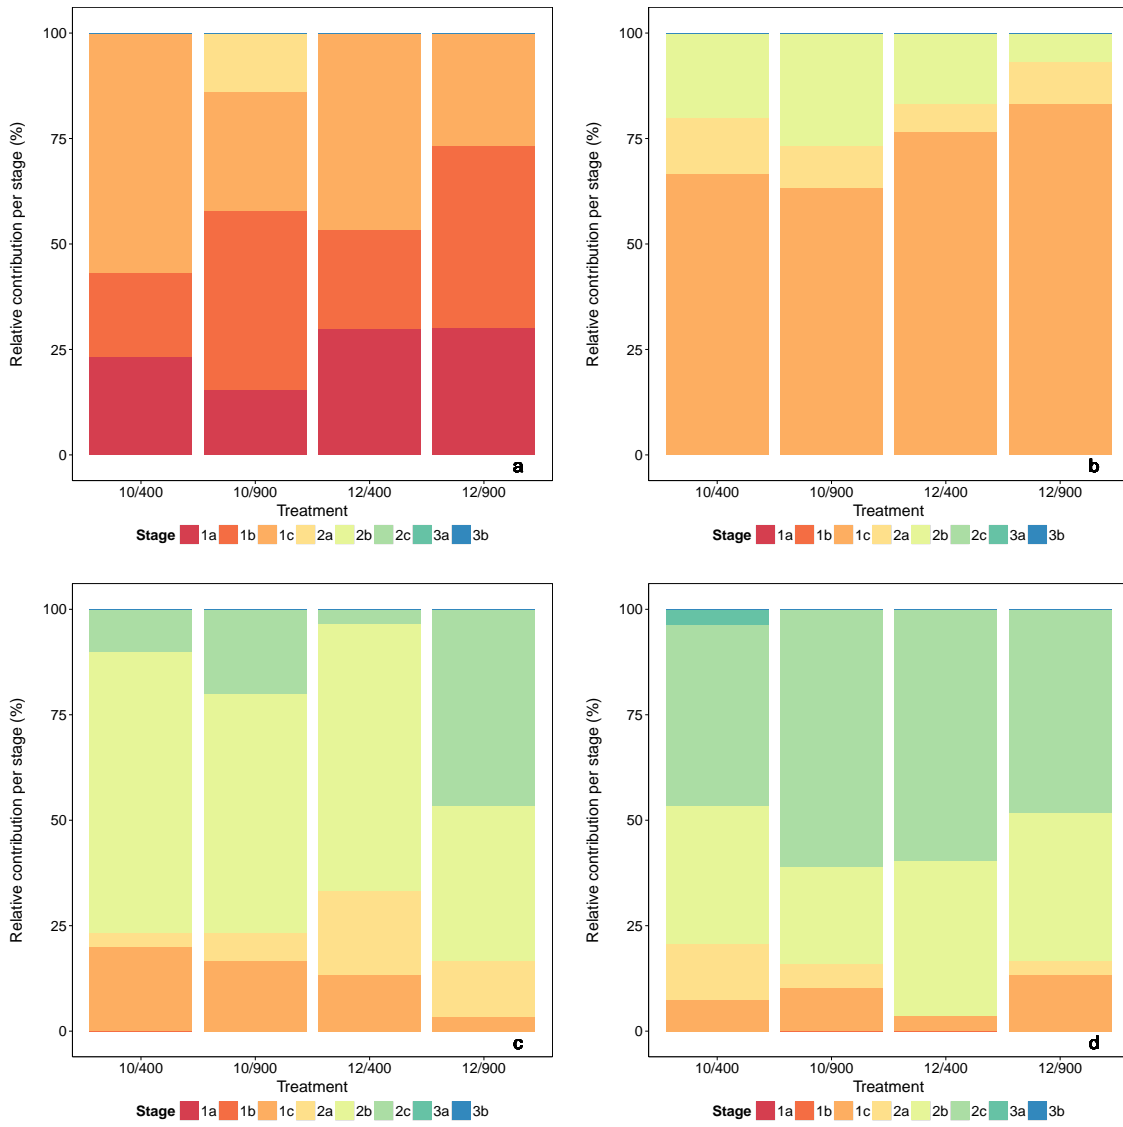 Relative contribution per stage (%)
100
75
50
25
0
a
10/400 10/900 12/400 12/900
Treatment
Stage 1a 1b 1c 2a 2b 2c 3a 3b
Relative contribution per stage (%)
100
75
50
25
0
b
10/400 10/900 12/400 12/900
Treatment
Stage 1a 1b 1c 2a 2b 2c 3a 3b
Relative contribution per stage (%)
100
75
50
25
0
c
10/400 10/900 12/400 12/900
Treatment
Stage 1a 1b 1c 2a 2b 2c 3a 3b
Relative contribution per stage (%)
100
75
50
25
0
d
10/400 10/900 12/400 12/900
Treatment
Stage 1a 1b 1c 2a 2b 2c 3a 3b